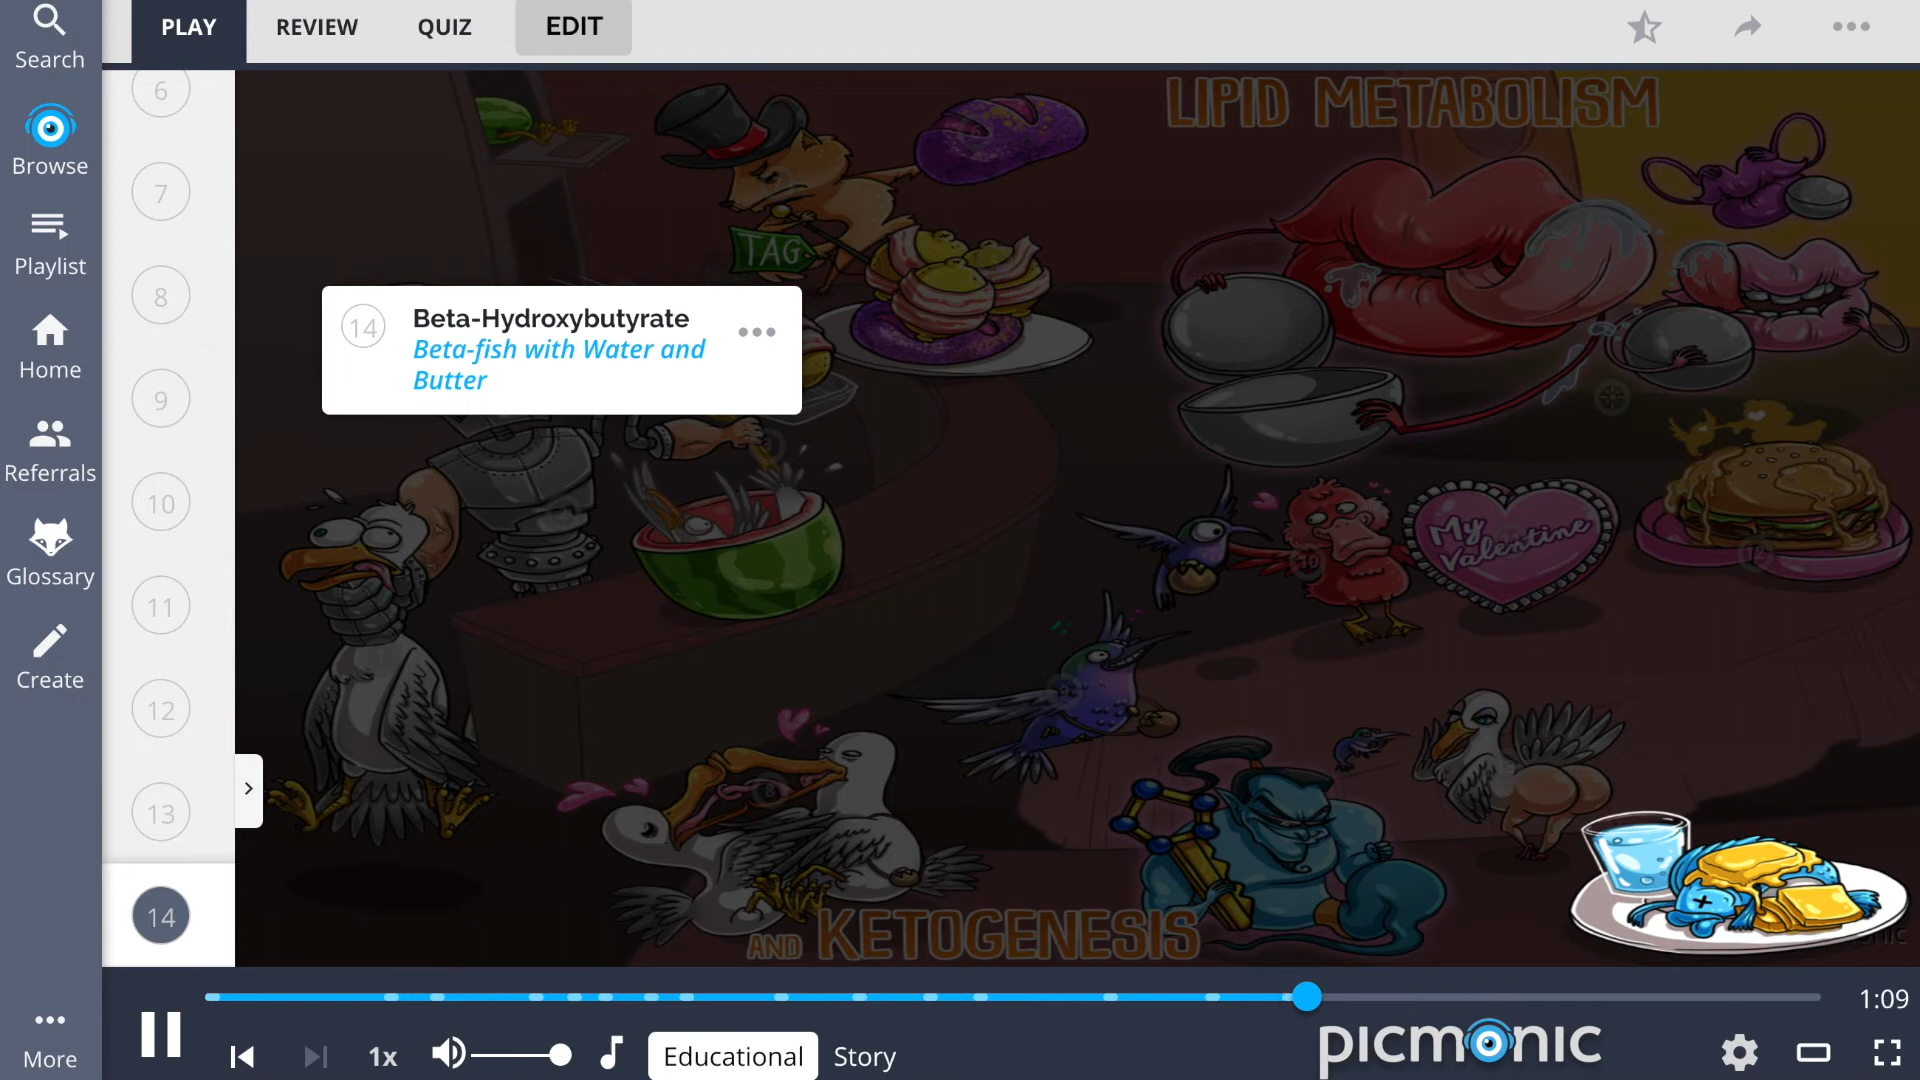 Search
Browse
Playlist
Home
Referrals
Glossary
Create
More
PLAY
REVIEW
QUIZ
EDIT
6
7
8
9
10
11
12
13
14
LIPID METABOLISM
TAG
14
Beta-Hydroxybutyrate
Beta-fish with Water and
Butter
My
Valentine
AND KETOGENESIS
1:09
1x
Educational
Story
picmonic